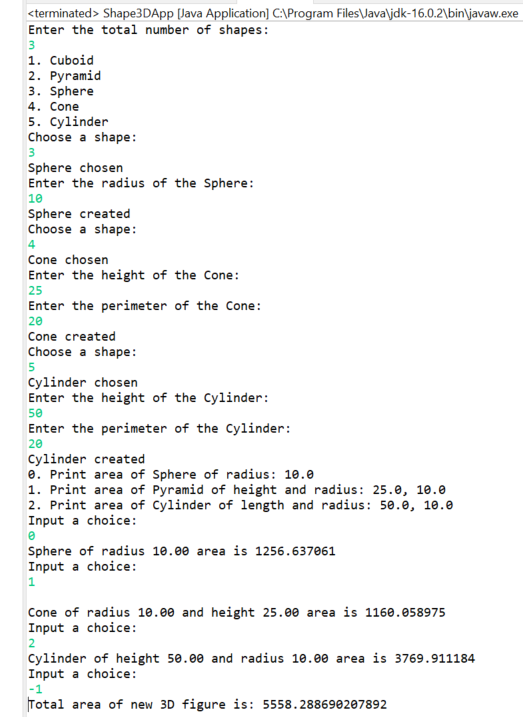 <terminated> Shape3DApp [Java Application] C:\Program Files\Java\jdk-16.0.2\bin\javaw.exe
Enter the total number of shapes:
3
1. Cuboid
2. Pyramid
3. Sphere
4. Cone
5. Cylinder
Choose a shape:
3
Sphere chosen
Enter the radius of the Sphere:
10
Sphere created
Choose a shape:
4
Cone chosen
Enter the height of the Cone:
25
Enter the perimeter of the Cone:
20
Cone created
Choose a shape:
5
Cylinder chosen
Enter the height of the Cylinder:
50
Enter the perimeter of the Cylinder:
20
Cylinder created
0. Print area of Sphere of radius: 10.0
1. Print area of Pyramid of height and radius: 25.0, 10.0
2. Print area of Cylinder of length and radius: 50.0, 10.0
Input a choice:
0
Sphere of radius 10.00 area is 1256.637061
Input a choice:
1
Cone of radius 10.00 and height 25.00 area is 1160.058975
Input a choice:
2
Cylinder of height 50.00 and radius 10.00 area is 3769.911184
Input a choice:
-1
Total area of new 3D figure is: 5558.288690207892